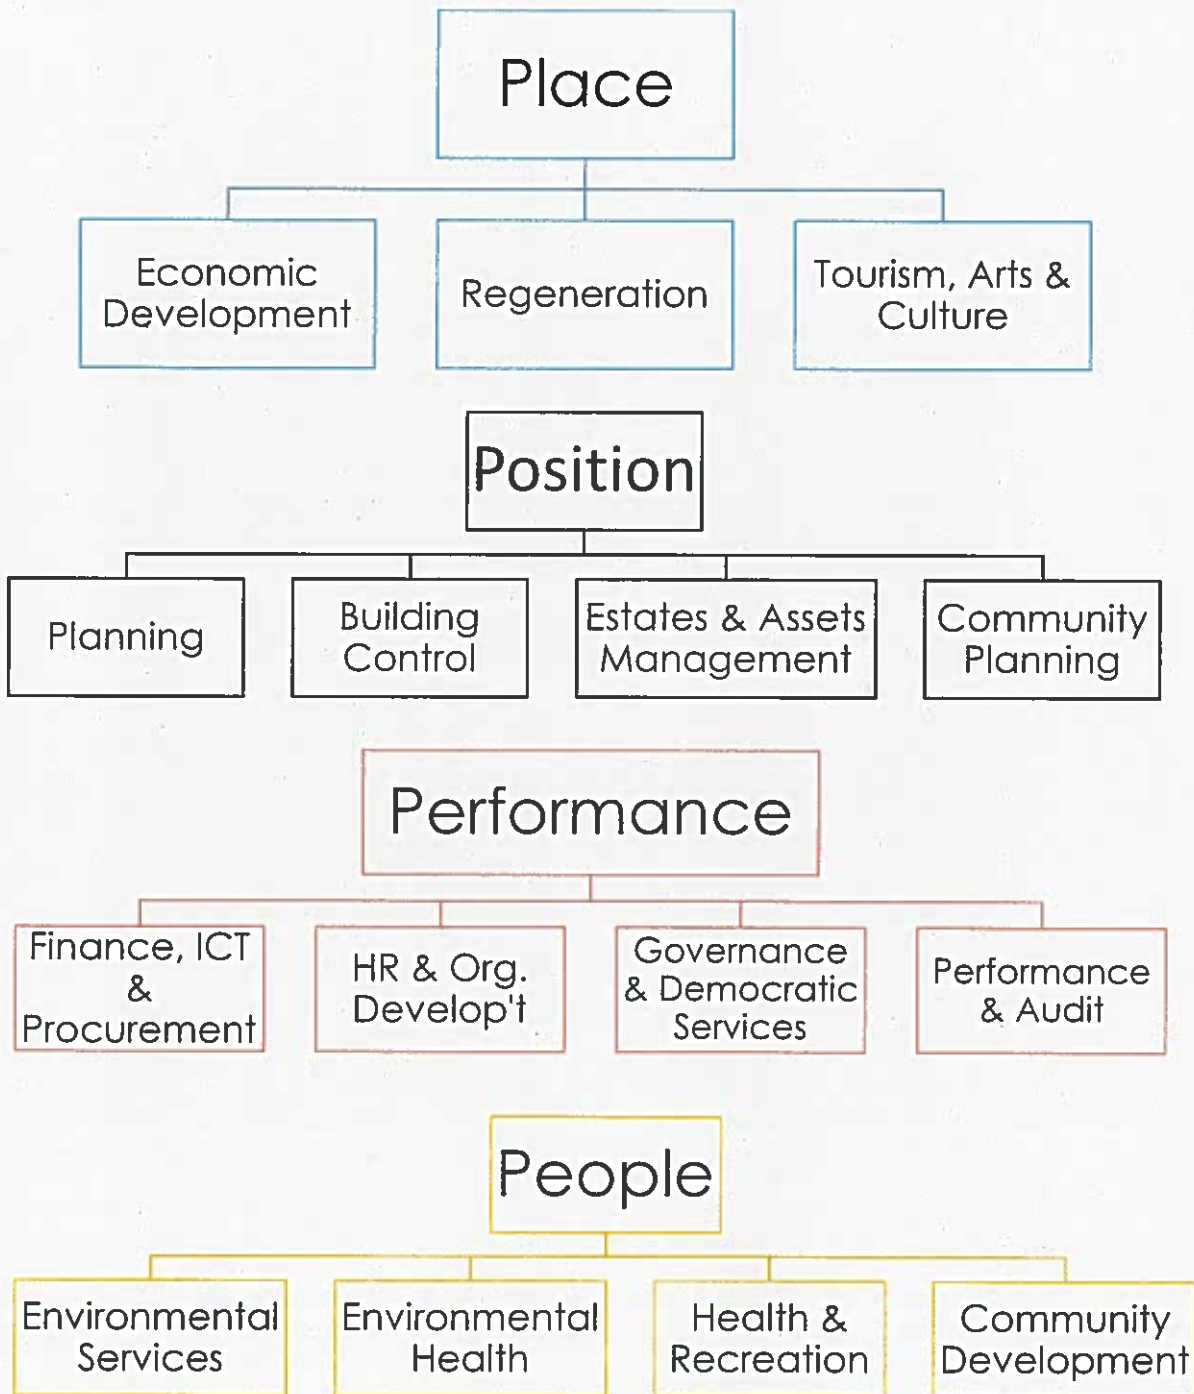 Place
Economic
Development
Regeneration
Tourism, Arts &
Culture
Position
Planning
Building
Control
Estates & Assets
Management
Community
Planning
Performance
Finance, ICT
&
Procurement
HR & Org.
Develop't
Governance
& Democratic
Services
Performance
& Audit
People
Environmental
Services
Environmental
Health
Health &
Recreation
Community
Development